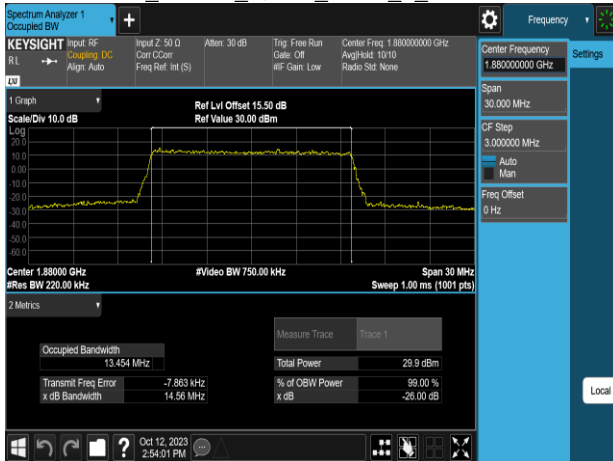 Spectrum Analyzer 1
Occupied BW
Frequency
KEYSIGHT Input: RF
RL
Coupling: DC
Align: Auto
Input Z: 50 Ω
Corr CCorr
Freq Ref: Int (S)
Atten: 30 dB
Trig: Free Run
Gate: Off
#IF Gain: Low
Center Freq: 1.880000000 GHz
Avg|Hold: 10/10
Radio Std: None
LXI
1 Graph
Scale/Div 10.0 dB
Ref Lvl Offset 15.50 dB
Ref Value 30.00 dBm
Log
20.0
10.0
0.00
-10.0
-20.0
-30.0
-40.0
-50.0
-60.0
Center 1.88000 GHz
#Res BW 220.00 kHz
#Video BW 750.00 kHz
Span 30 MHz
Sweep 1.00 ms (1001 pts)
2 Metrics
Measure Trace
Trace 1
Occupied Bandwidth
13.454 MHz
Total Power
29.9 dBm
Transmit Freq Error
-7.863 kHz
% of OBW Power
99.00 %
x dB Bandwidth
14.56 MHz
x dB
-26.00 dB
Center Frequency
1.880000000 GHz
Settings
Span
30.000 MHz
CF Step
3.000000 MHz
Auto
Man
Freq Offset
0 Hz
Local
?
Oct 12, 2023
2:54:01 PM